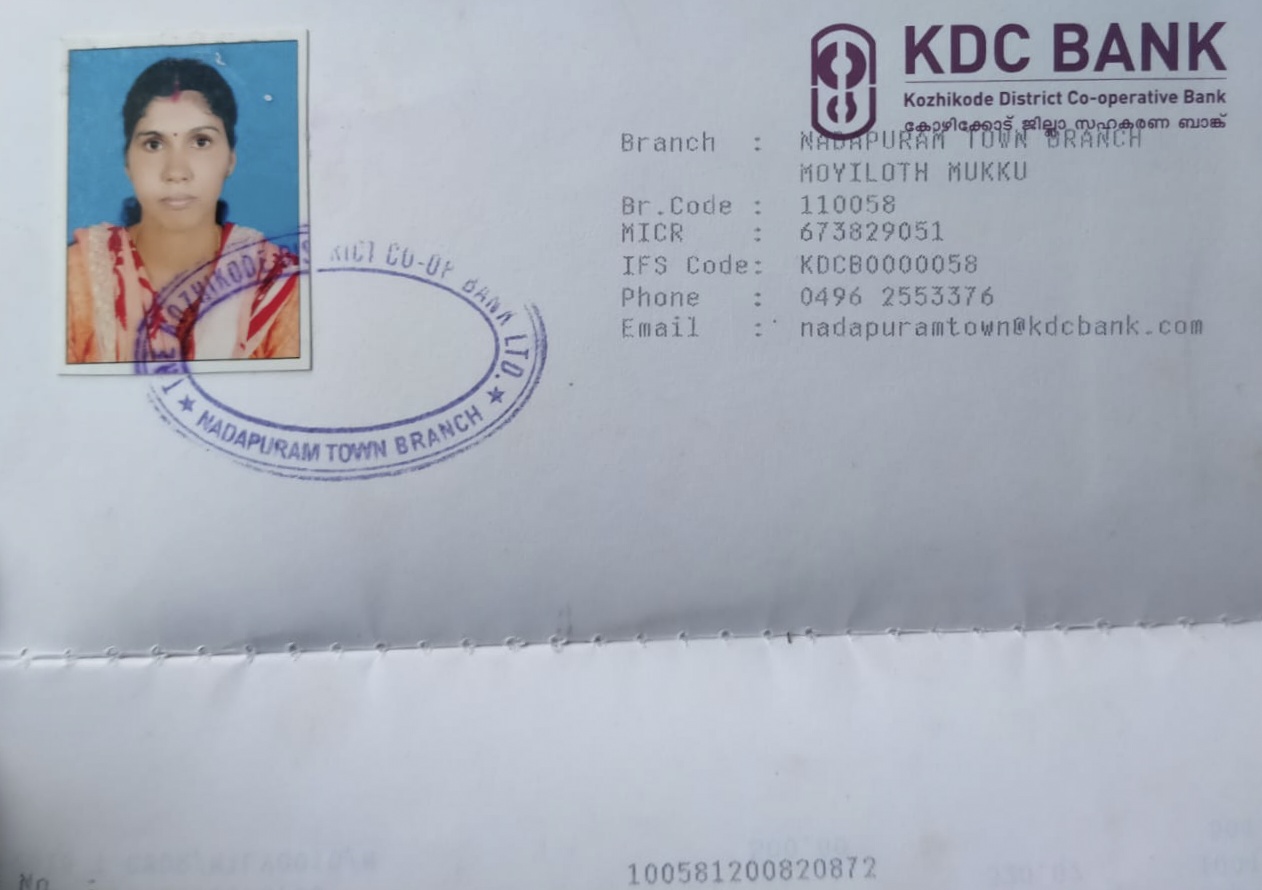 KDC BANK
Kozhikode District Co-operative Bank
കോഴിക്കോട് ജില്ലാ സഹകരണ ബാങ്ക്
Branch : NADAPURAM TOWN BRANCH
MOYILOTH MUKKU
Br.Code : 110058
MICR : 673829051
IFS Code: KDCB0000058
Phone : 0496 2553376
Email : nadapuramtown@kdcbank.com
THE KOZHIKODE DISTRICT CO-OP BANK LTD.
★ NADAPURAM TOWN BRANCH ★
No 100581200820872